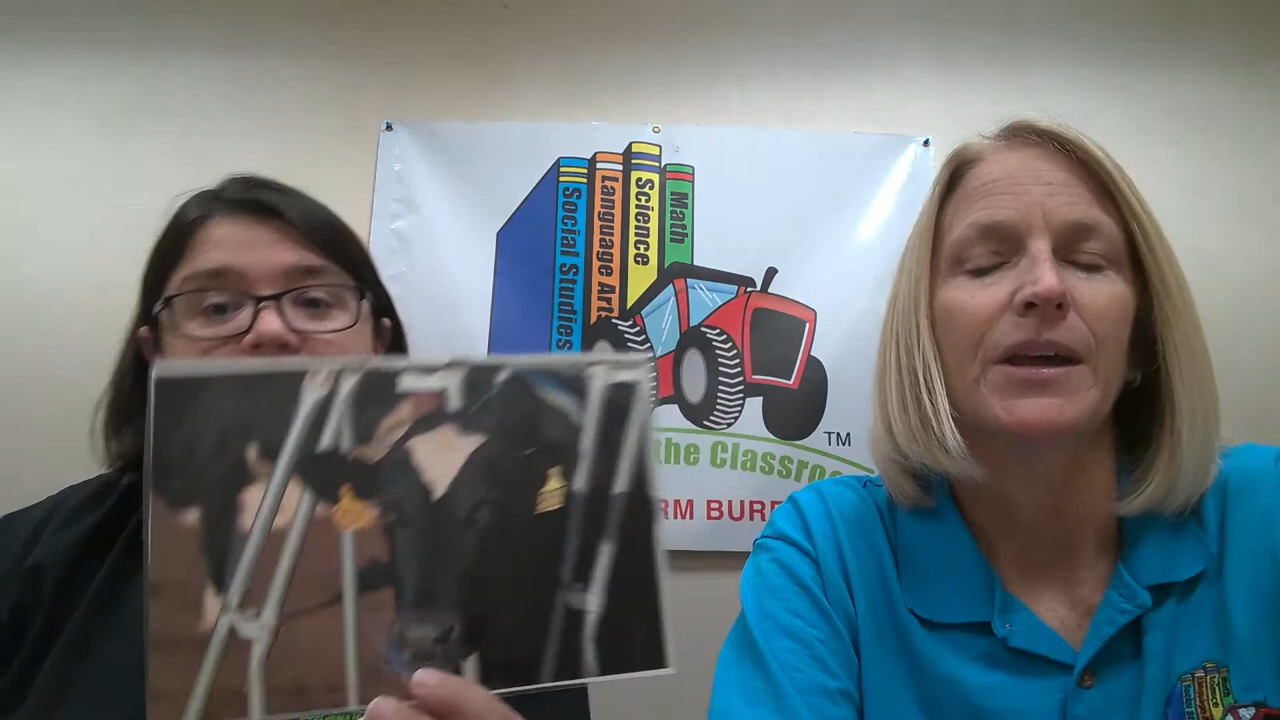 Social Studies
Language Arts
Science
Math
TM
the Classroo
RM BURE